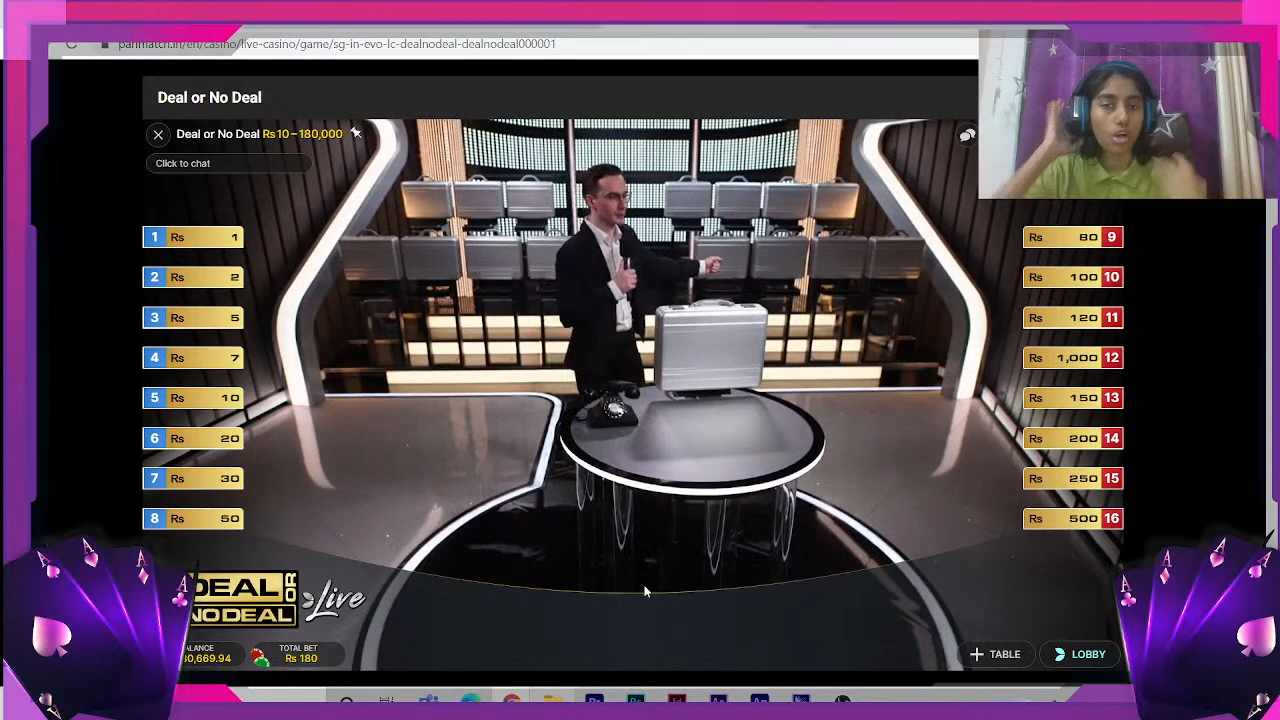 parimatch.in/en/casino/live-casino/game/sg-in-evo-lc-dealnodeal-dealnodeal000001
Deal or No Deal
Deal or No Deal Rs10–180,000
Click to chat
1 Rs 1
2 Rs 2
3 Rs 5
4 Rs 7
5 Rs 10
6 Rs 20
7 Rs 30
8 Rs 50
Rs 80 9
Rs 100 10
Rs 120 11
Rs 1,000 12
Rs 150 13
Rs 200 14
Rs 250 15
Rs 500 16
DEAL OR NO DEAL Live
TOTAL BET
Rs 180
TABLE
LOBBY
A
A
A
A
A
A
A
A